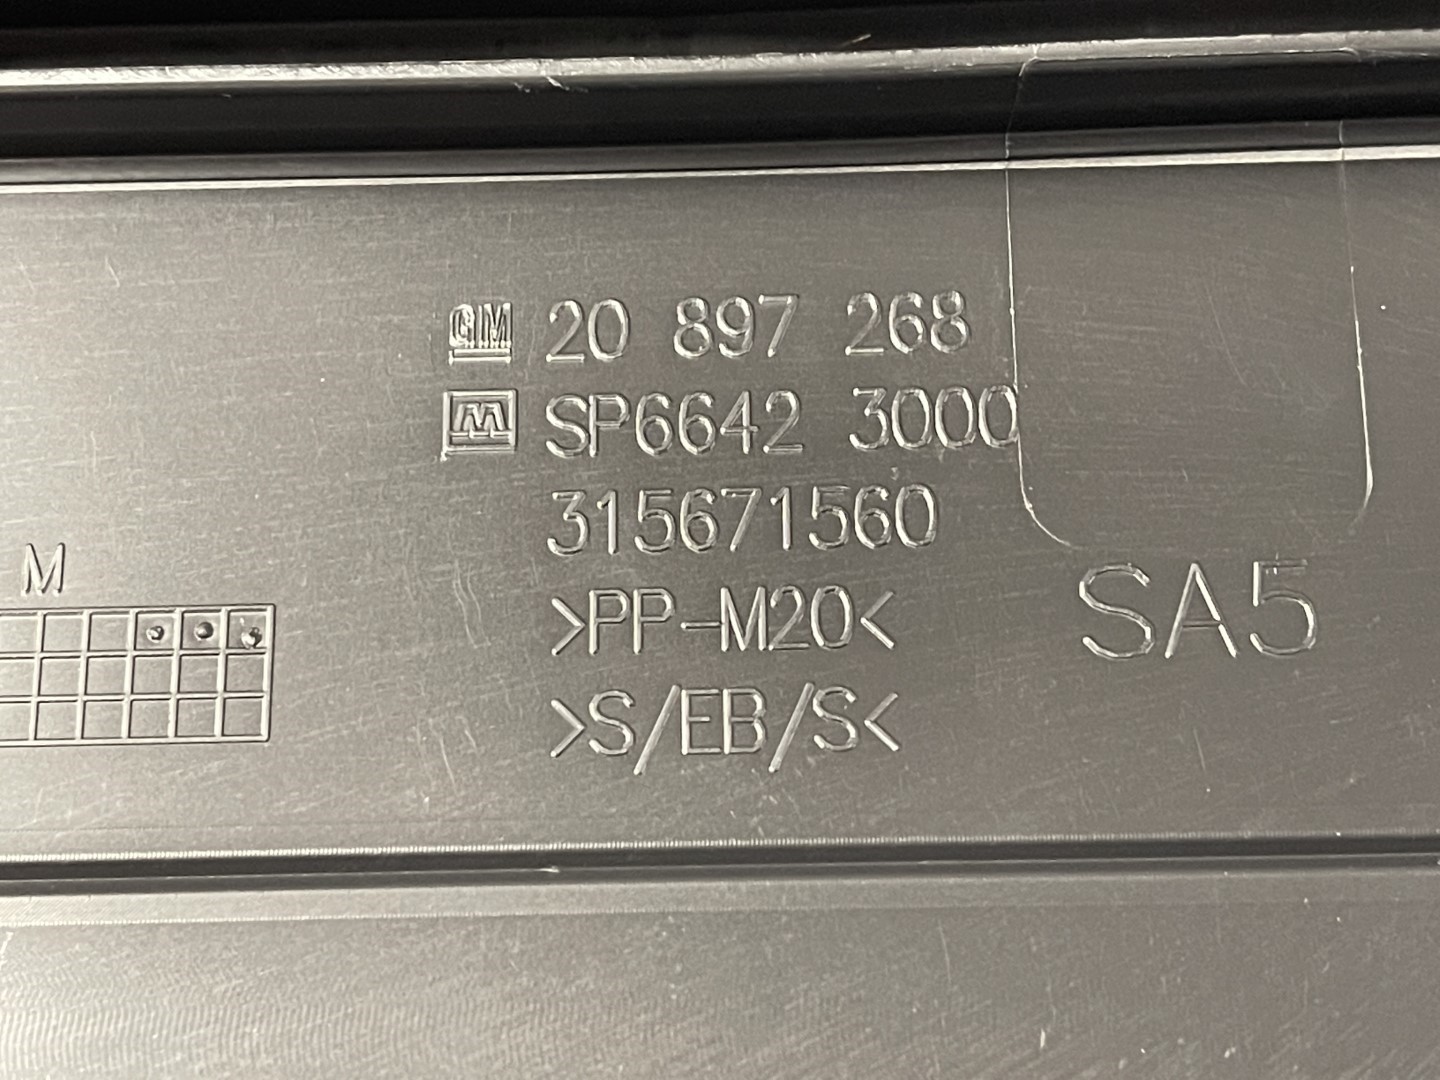 GM 20 897 268
M SP6642 3000
315671560
>PP-M20<
>S/EB/S<
SA5
M